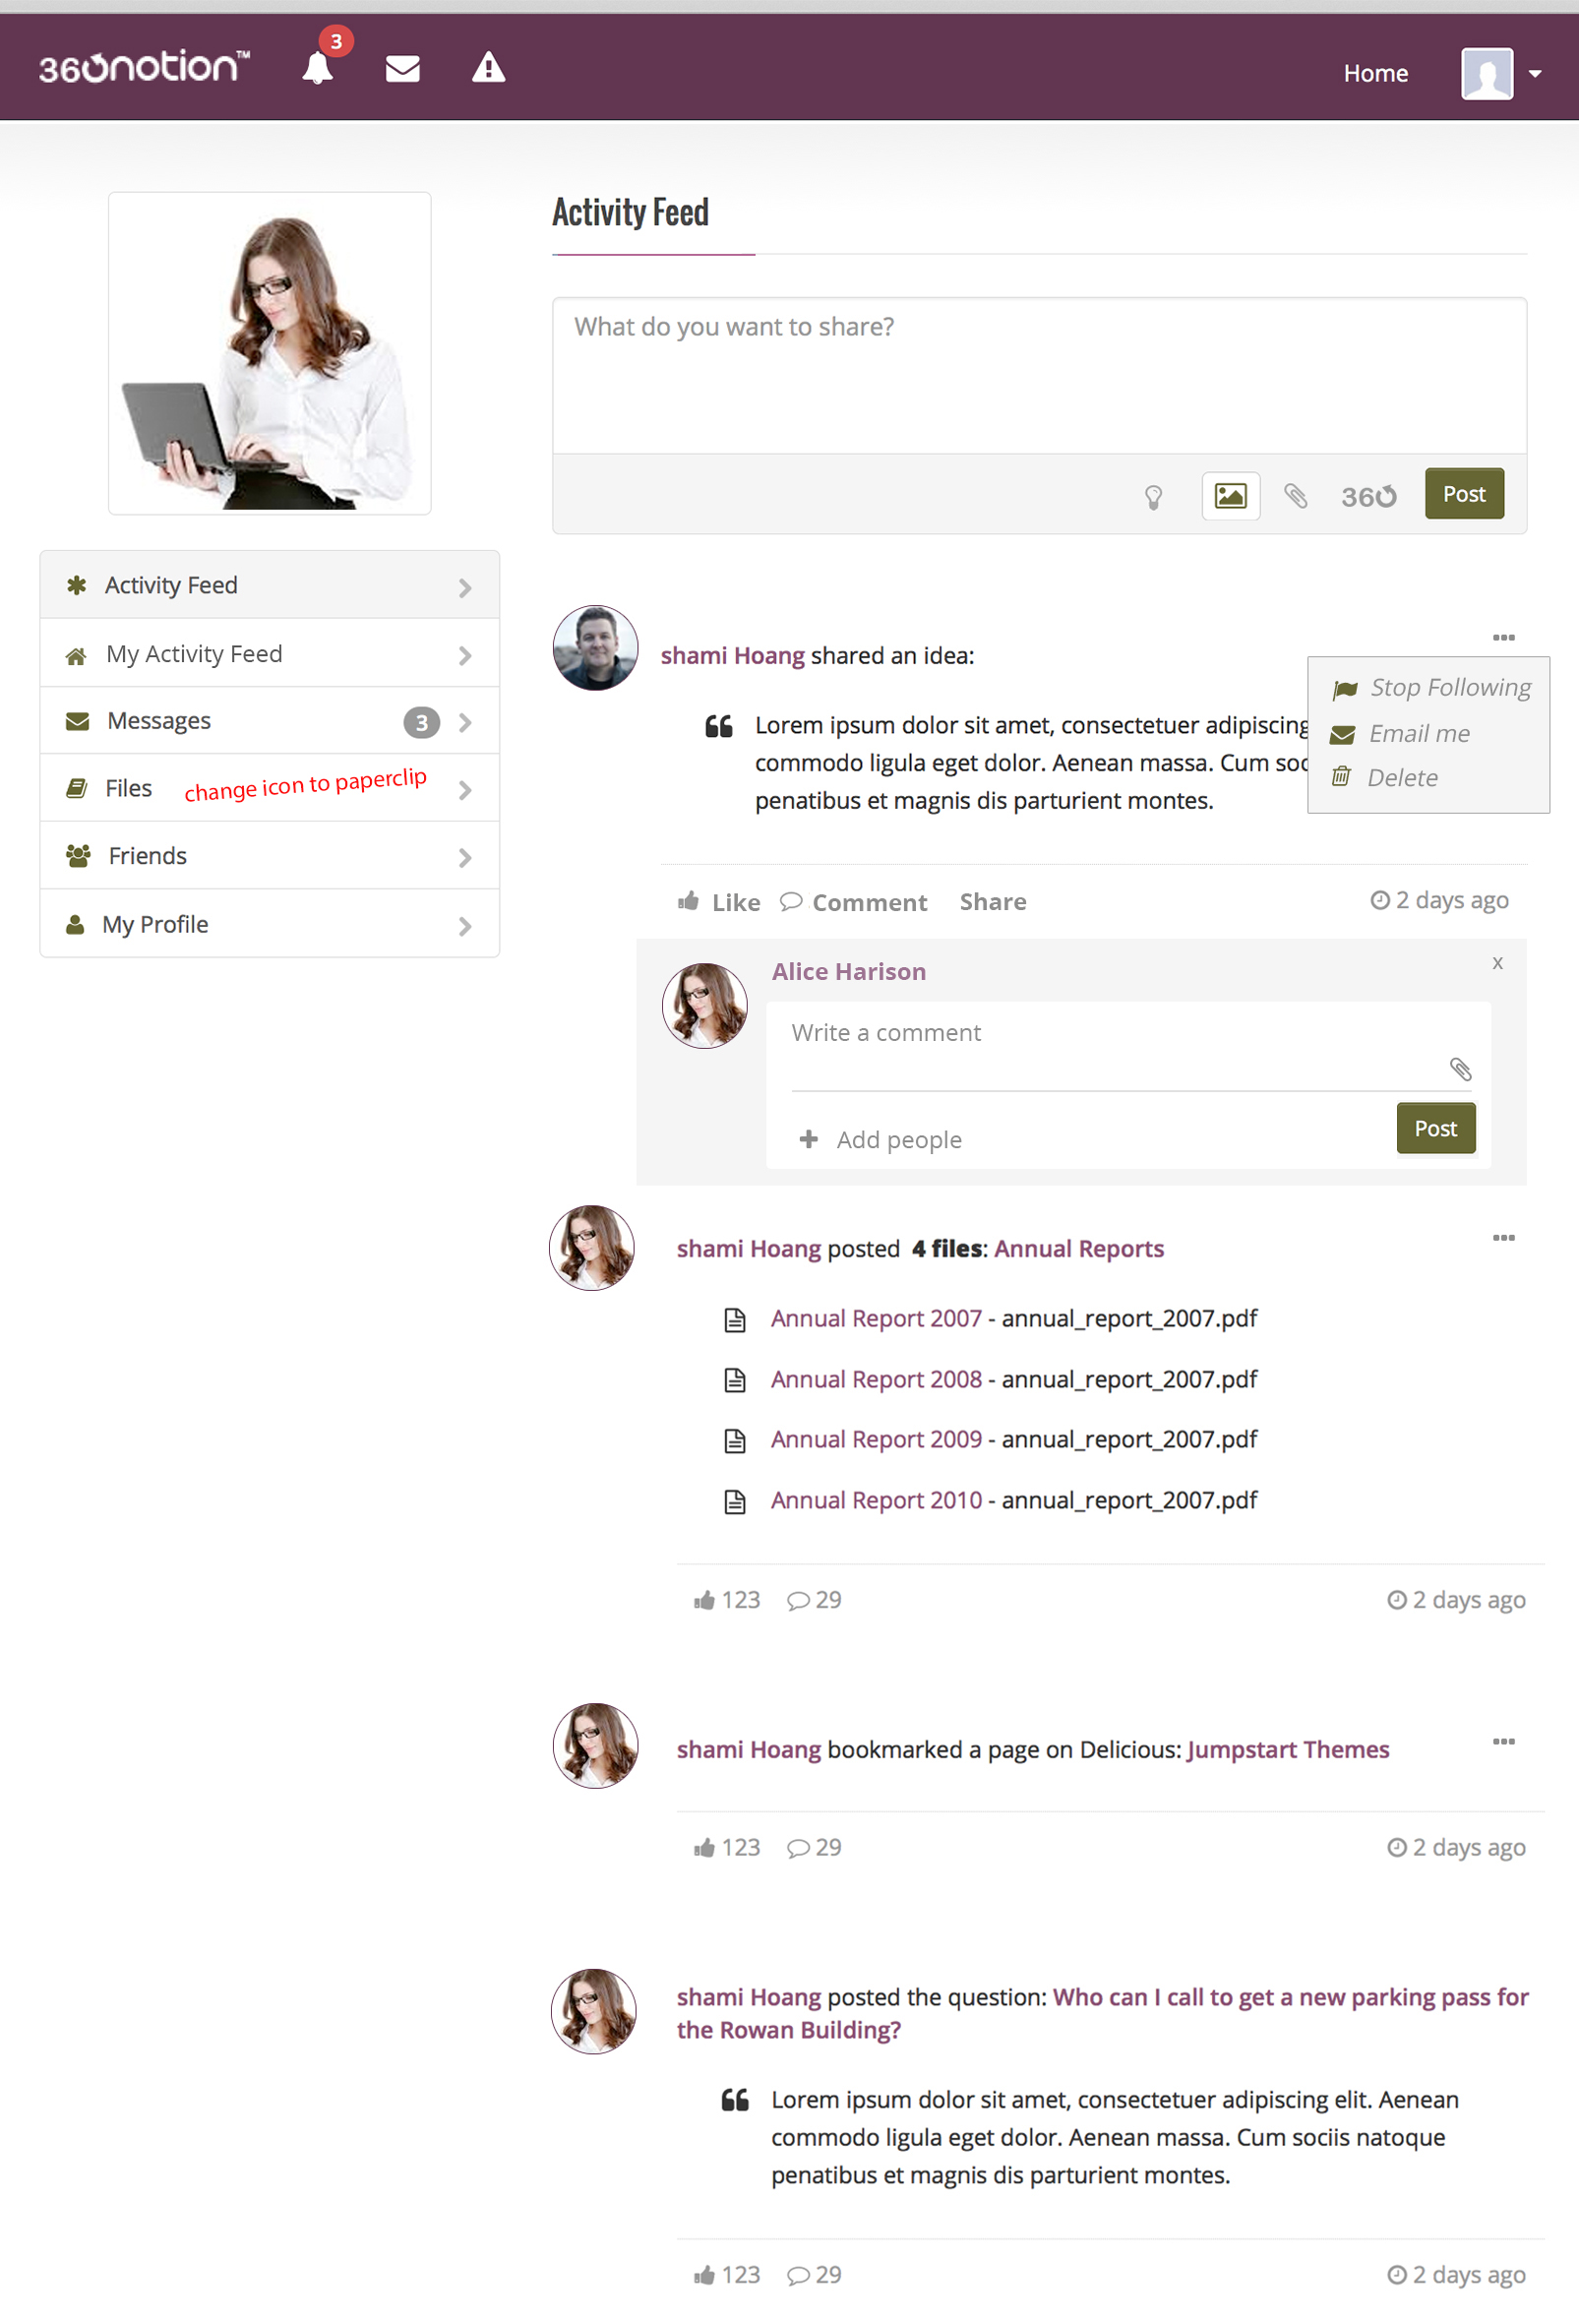 360notion™
3
Home
Activity Feed
What do you want to share?
360
Post
Activity Feed
My Activity Feed
Messages
3
Files
change icon to paperclip
Friends
My Profile
shami Hoang shared an idea:
Stop Following
Email me
Delete
Lorem ipsum dolor sit amet, consectetuer adipiscing
commodo ligula eget dolor. Aenean massa. Cum soc
penatibus et magnis dis parturient montes.
Like Comment Share 2 days ago
Alice Harison
x
Write a comment
Add people
Post
shami Hoang posted 4 files: Annual Reports
Annual Report 2007 - annual_report_2007.pdf
Annual Report 2008 - annual_report_2007.pdf
Annual Report 2009 - annual_report_2007.pdf
Annual Report 2010 - annual_report_2007.pdf
123 29 2 days ago
shami Hoang bookmarked a page on Delicious: Jumpstart Themes
123 29 2 days ago
shami Hoang posted the question: Who can I call to get a new parking pass for
the Rowan Building?
Lorem ipsum dolor sit amet, consectetuer adipiscing elit. Aenean
commodo ligula eget dolor. Aenean massa. Cum sociis natoque
penatibus et magnis dis parturient montes.
123 29 2 days ago